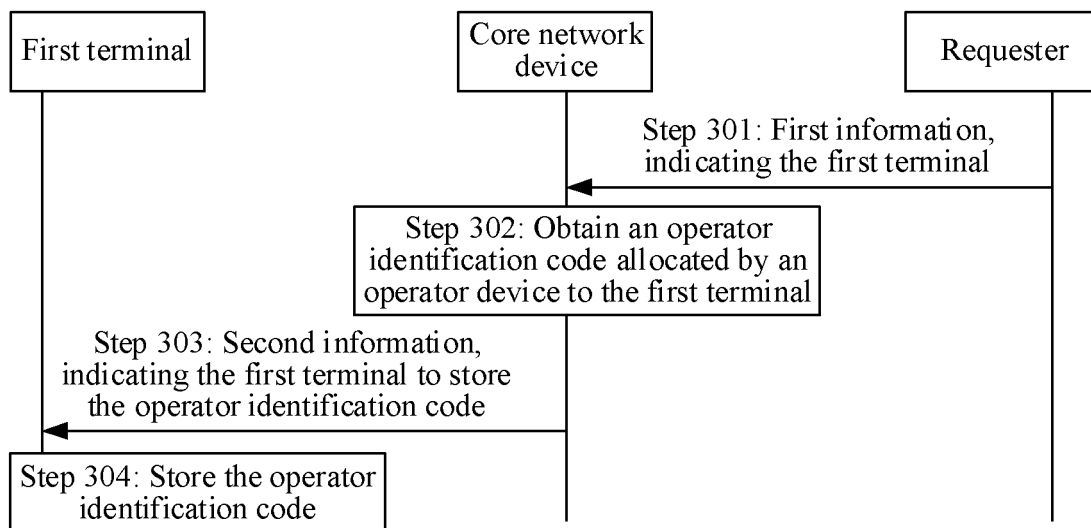 First terminal
Core network
device
Requester
Step 301: First information,
indicating the first terminal
Step 302: Obtain an operator
identification code allocated by an
operator device to the first terminal
Step 303: Second information,
indicating the first terminal to store
the operator identification code
Step 304: Store the operator
identification code